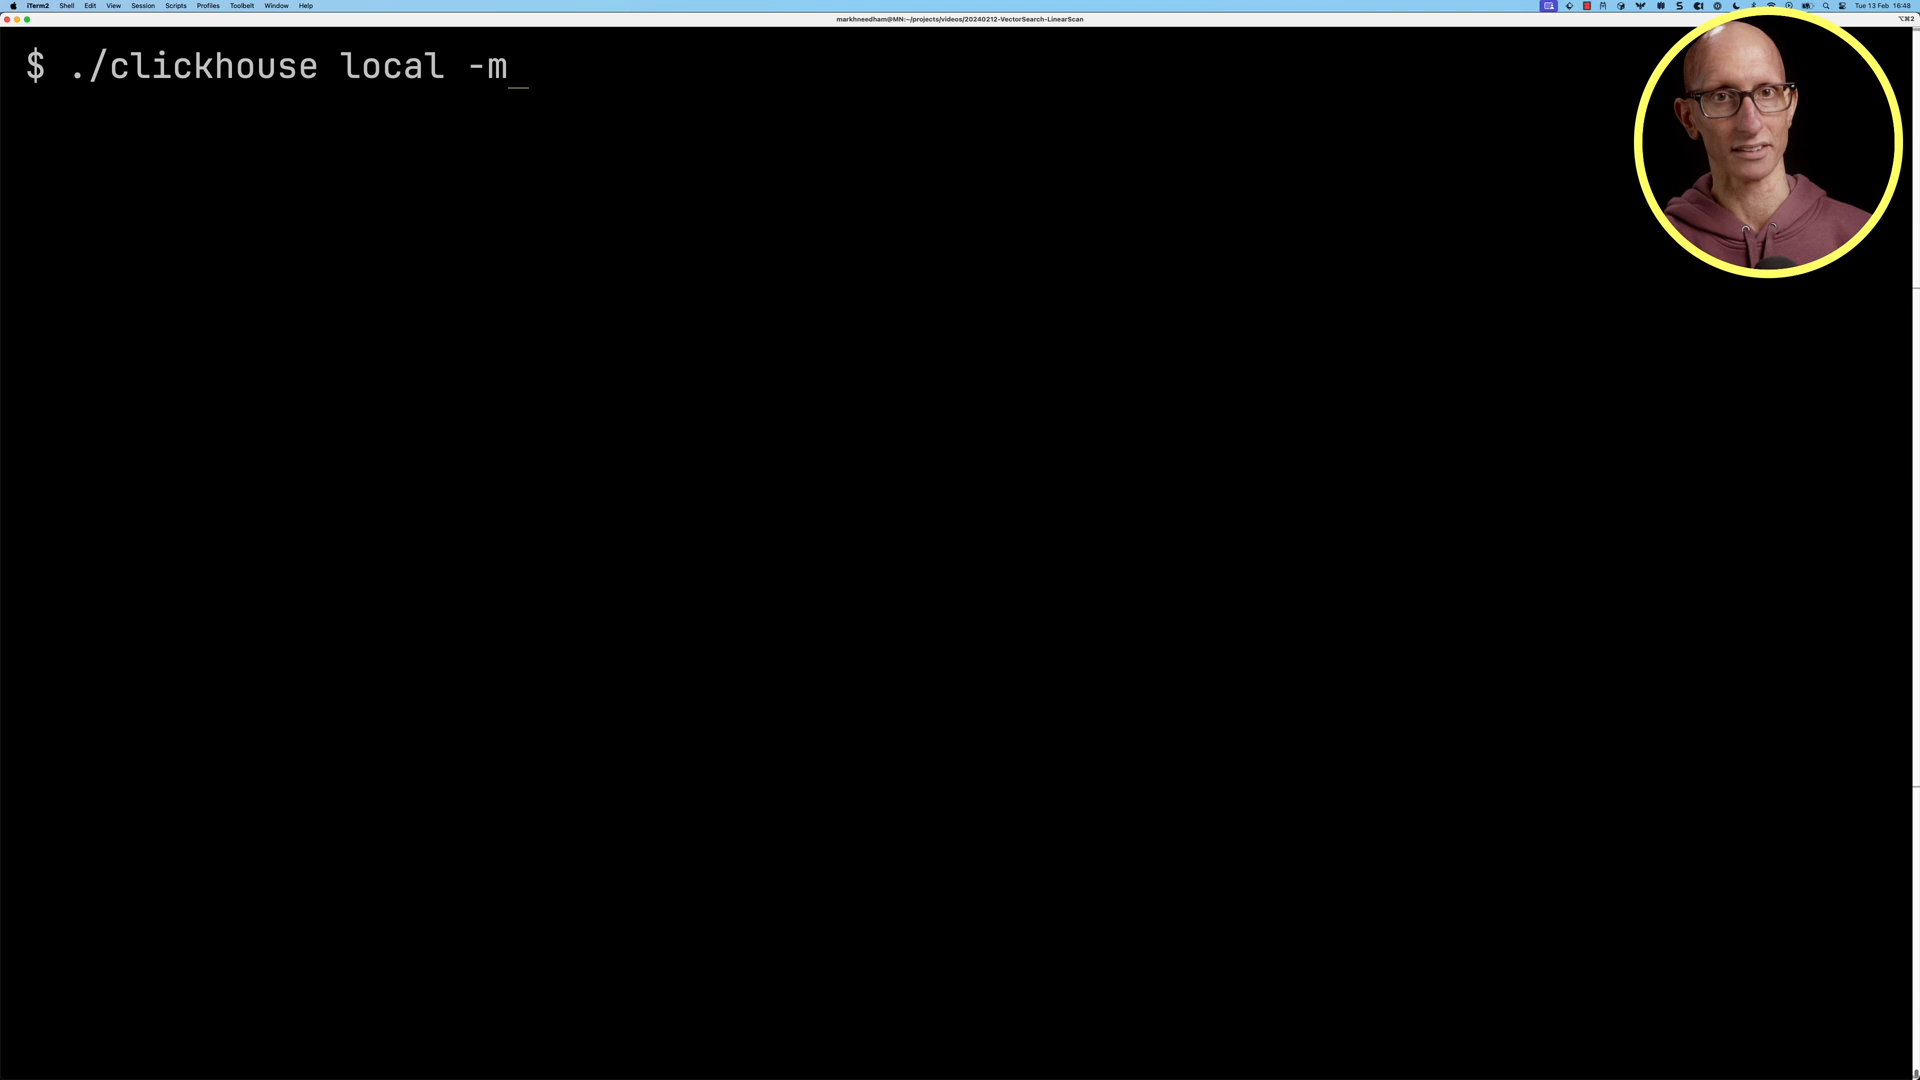 iTerm2 Shell Edit View Session Scripts Profiles Toolbelt Window Help Tue 13 Feb 16:48
markhneedham@MN:~/projects/videos/20240212-VectorSearch-LinearScan ⌥⌘2
$ ./clickhouse local -m